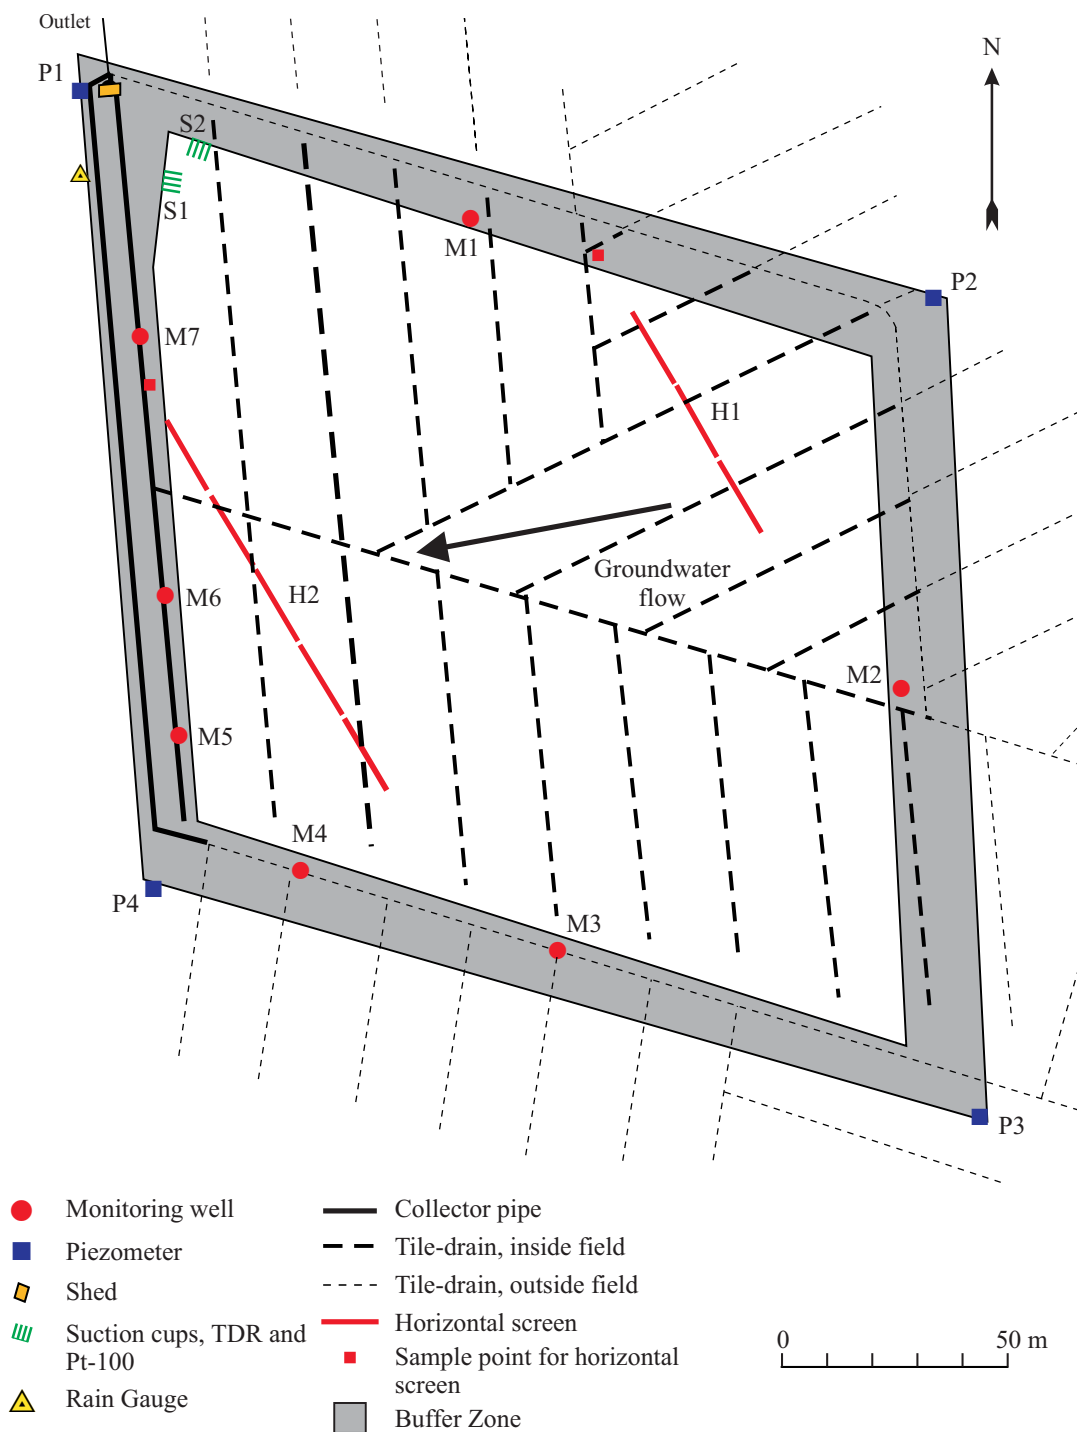 Outlet
N
P1
S2
S1
M1
P2
M7
H1
Groundwater
flow
H2
M6
M2
M5
M4
P4
M3
P3
Monitoring well
Piezometer
Shed
Suction cups, TDR and
Pt-100
Rain Gauge
Collector pipe
Tile-drain, inside field
Tile-drain, outside field
Horizontal screen
Sample point for horizontal
screen
Buffer Zone
0 50 m